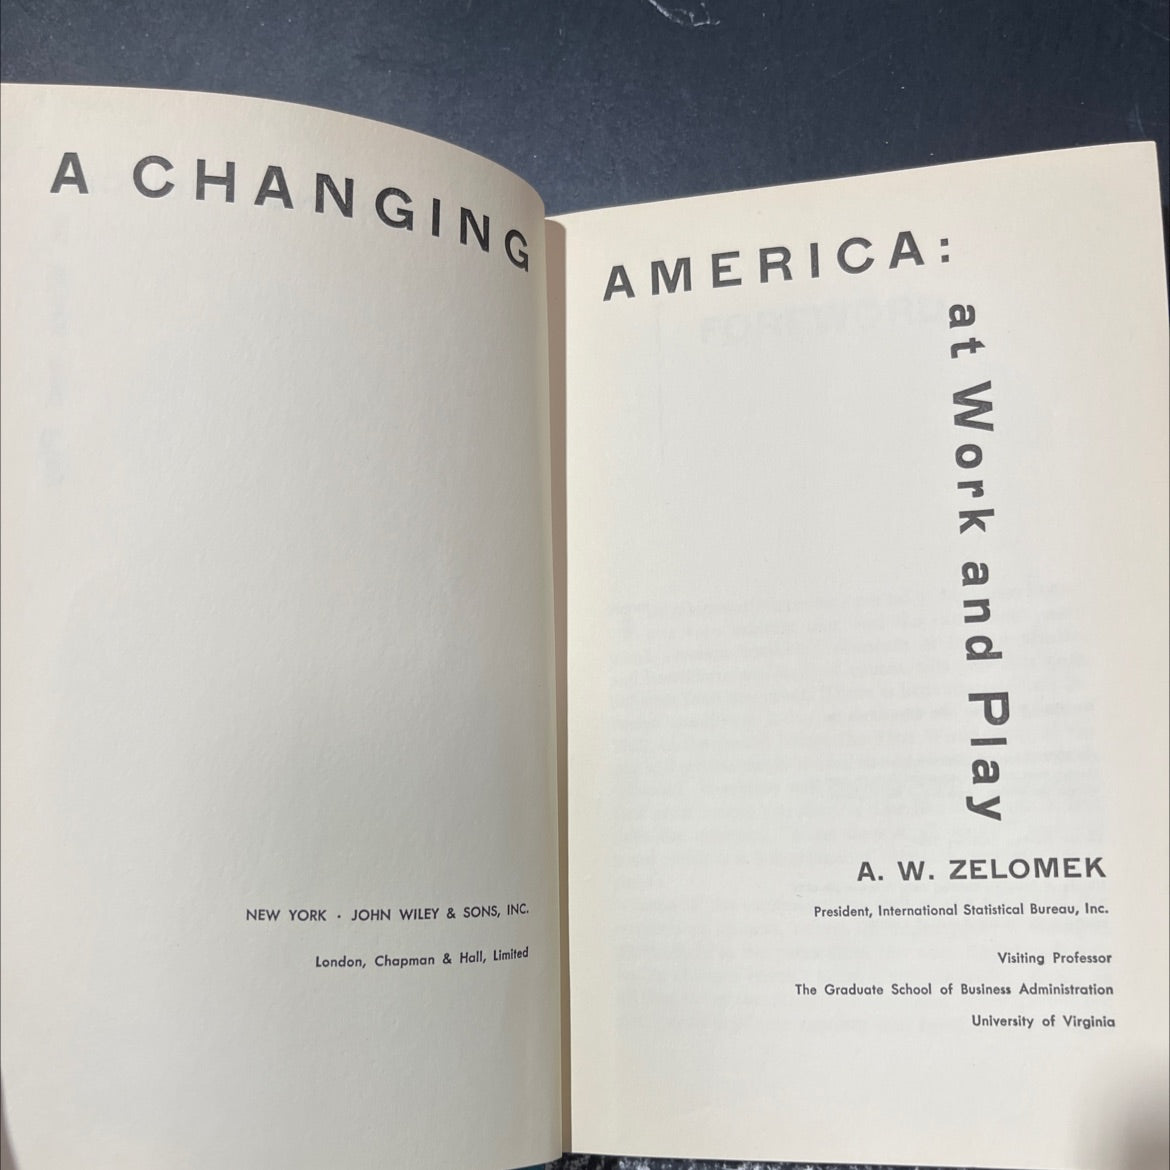 A CHANGING
AMERICA:
at Work and Play
A. W. ZELOMEK
President, International Statistical Bureau, Inc.
Visiting Professor
The Graduate School of Business Administration
University of Virginia
NEW YORK · JOHN WILEY & SONS, INC.
London, Chapman & Hall, Limited